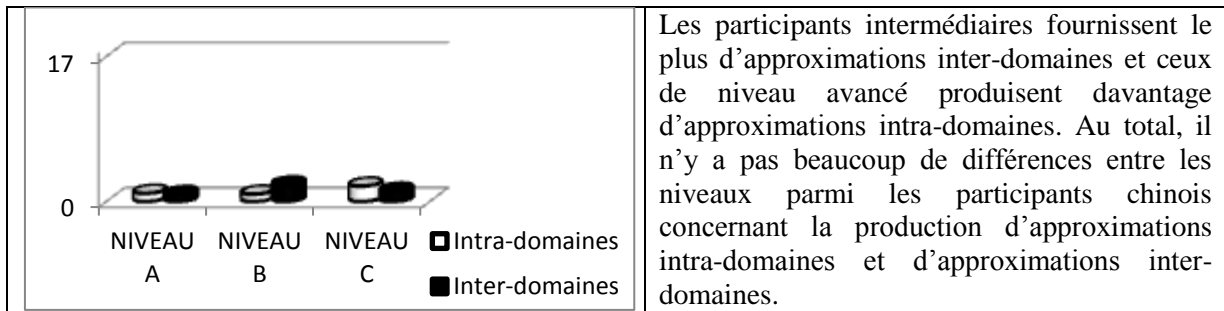 17
0
NIVEAU A
NIVEAU B
NIVEAU C
Intra-domaines
Inter-domaines
Les participants intermédiaires fournissent le
plus d’approximations inter-domaines et ceux
de niveau avancé produisent davantage
d’approximations intra-domaines. Au total, il
n’y a pas beaucoup de différences entre les
niveaux parmi les participants chinois
concernant la production d’approximations
intra-domaines et d’approximations inter-
domaines.